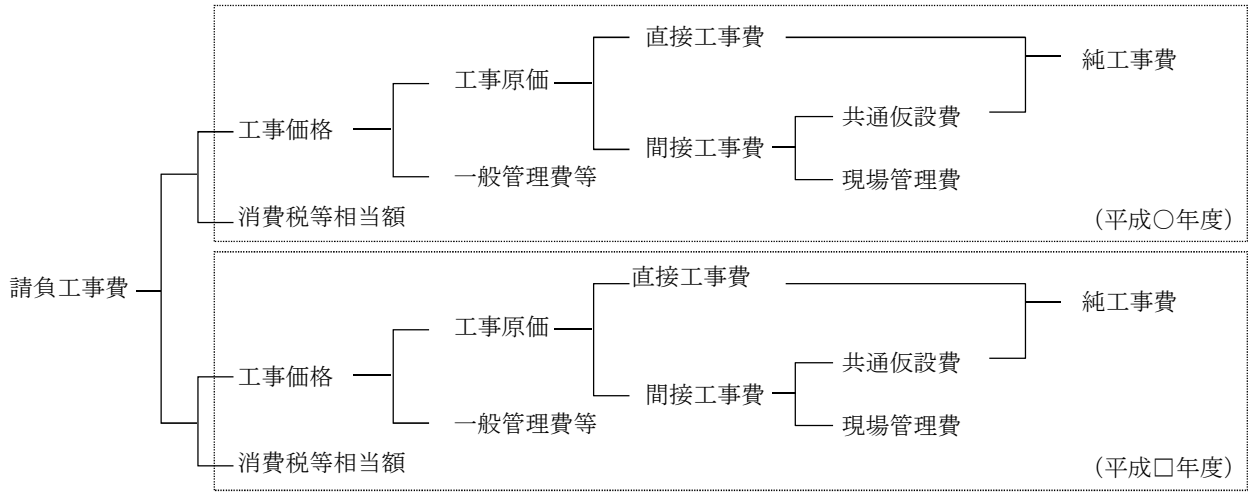 直接工事費
純工事費
工事原価
共通仮設費
工事価格
間接工事費
一般管理費等
現場管理費
消費税等相当額
(平成○年度)
請負工事費
直接工事費
純工事費
工事原価
共通仮設費
工事価格
間接工事費
一般管理費等
現場管理費
消費税等相当額
(平成□年度)